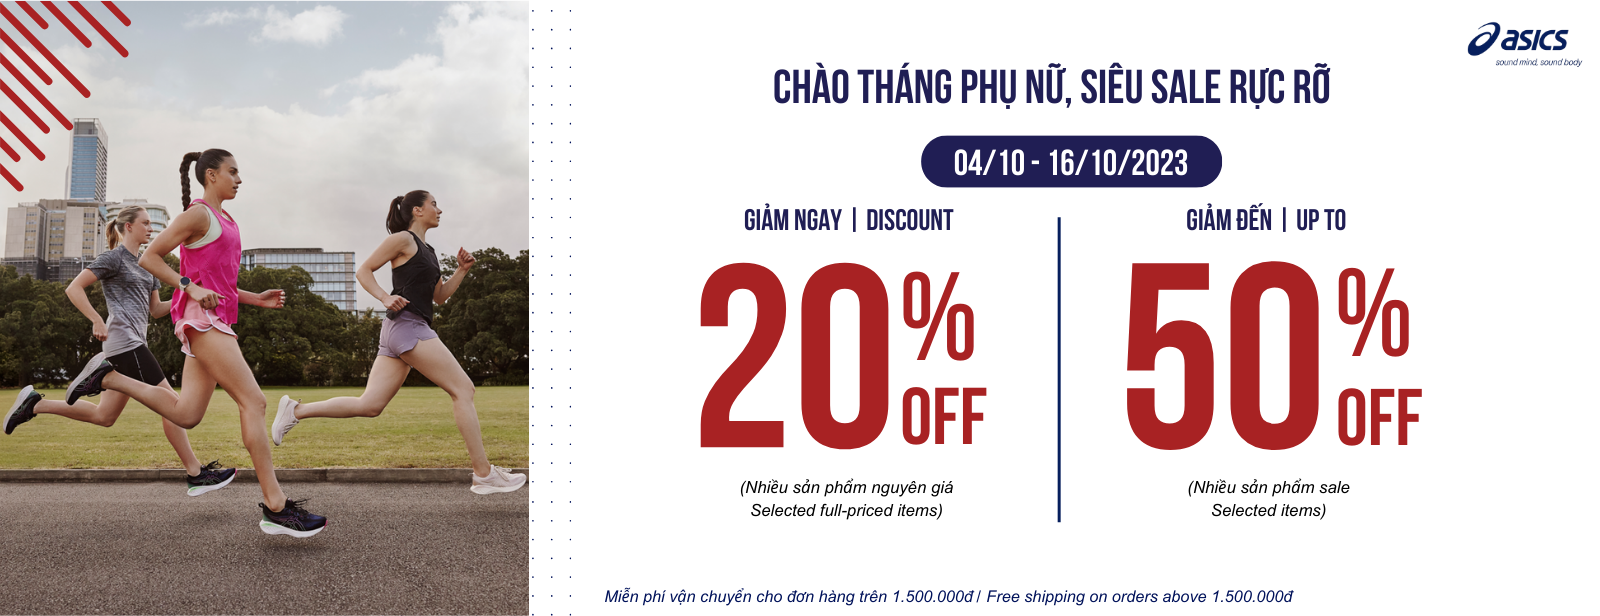 asics
sound mind, sound body
CHÀO THÁNG PHỤ NỮ, SIÊU SALE RỰC RỠ
04/10 - 16/10/2023
GIẢM NGAY | DISCOUNT
20% OFF
(Nhiều sản phẩm nguyên giá
Selected full-priced items)
GIẢM ĐẾN | UP TO
50% OFF
(Nhiều sản phẩm sale
Selected items)
Miễn phí vận chuyển cho đơn hàng trên 1.500.000đ / Free shipping on orders above 1.500.000đ